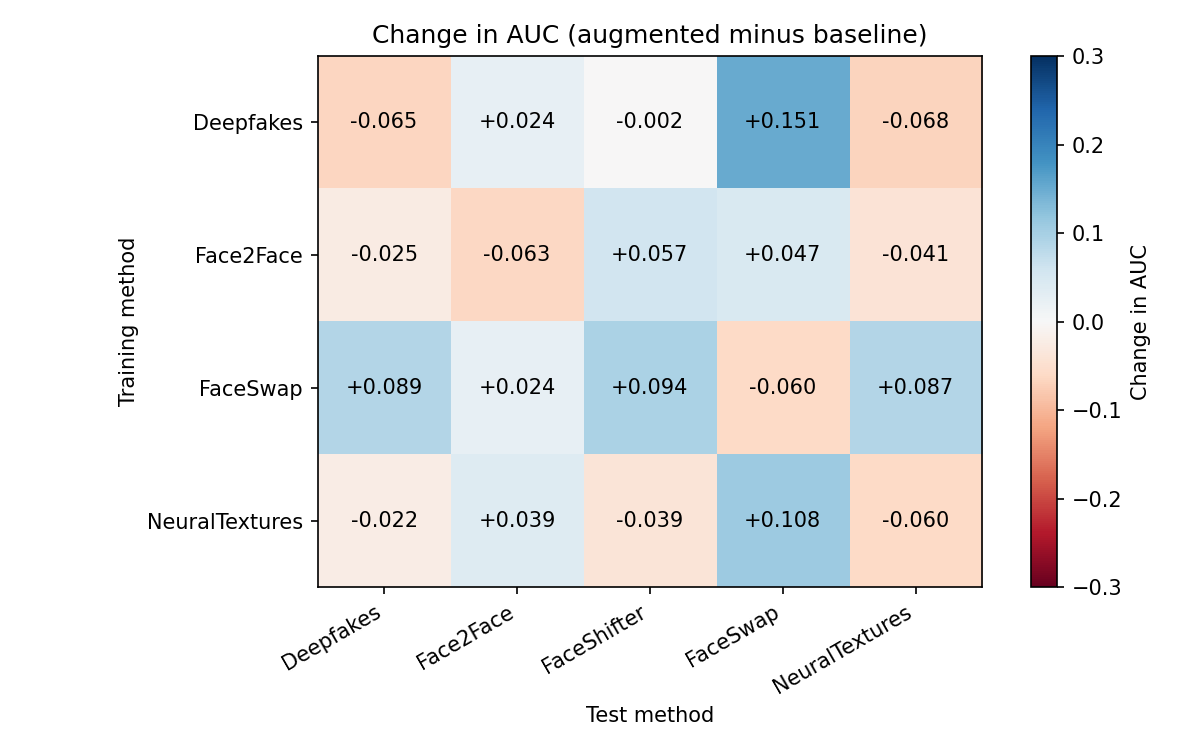 Change in AUC (augmented minus baseline)
Training method
Deepfakes
-0.065 +0.024 -0.002 +0.151 -0.068
Face2Face
-0.025 -0.063 +0.057 +0.047 -0.041
FaceSwap
+0.089 +0.024 +0.094 -0.060 +0.087
NeuralTextures
-0.022 +0.039 -0.039 +0.108 -0.060
Deepfakes Face2Face FaceShifter FaceSwap NeuralTextures
Test method
0.3
0.2
0.1
0.0
−0.1
−0.2
−0.3
Change in AUC